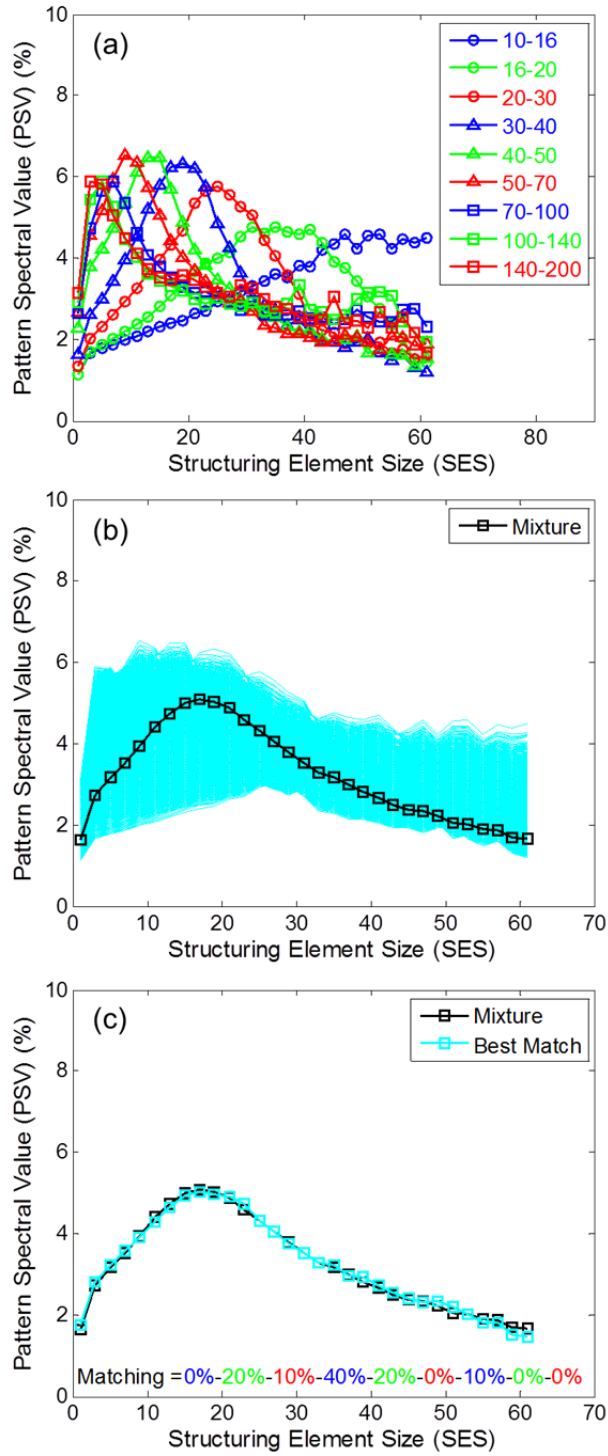 (a)
10-16
16-20
20-30
30-40
40-50
50-70
70-100
100-140
140-200
10
8
6
4
2
0
Pattern Spectral Value (PSV) (%)
0 20 40 60 80
Structuring Element Size (SES)
(b)
Mixture
10
8
6
4
2
0
Pattern Spectral Value (PSV) (%)
0 10 20 30 40 50 60 70
Structuring Element Size (SES)
(c)
Mixture
Best Match
10
8
6
4
2
0
Pattern Spectral Value (PSV) (%)
Matching =0%-20%-10%-40%-20%-0%-10%-0%-0%
0 10 20 30 40 50 60 70
Structuring Element Size (SES)